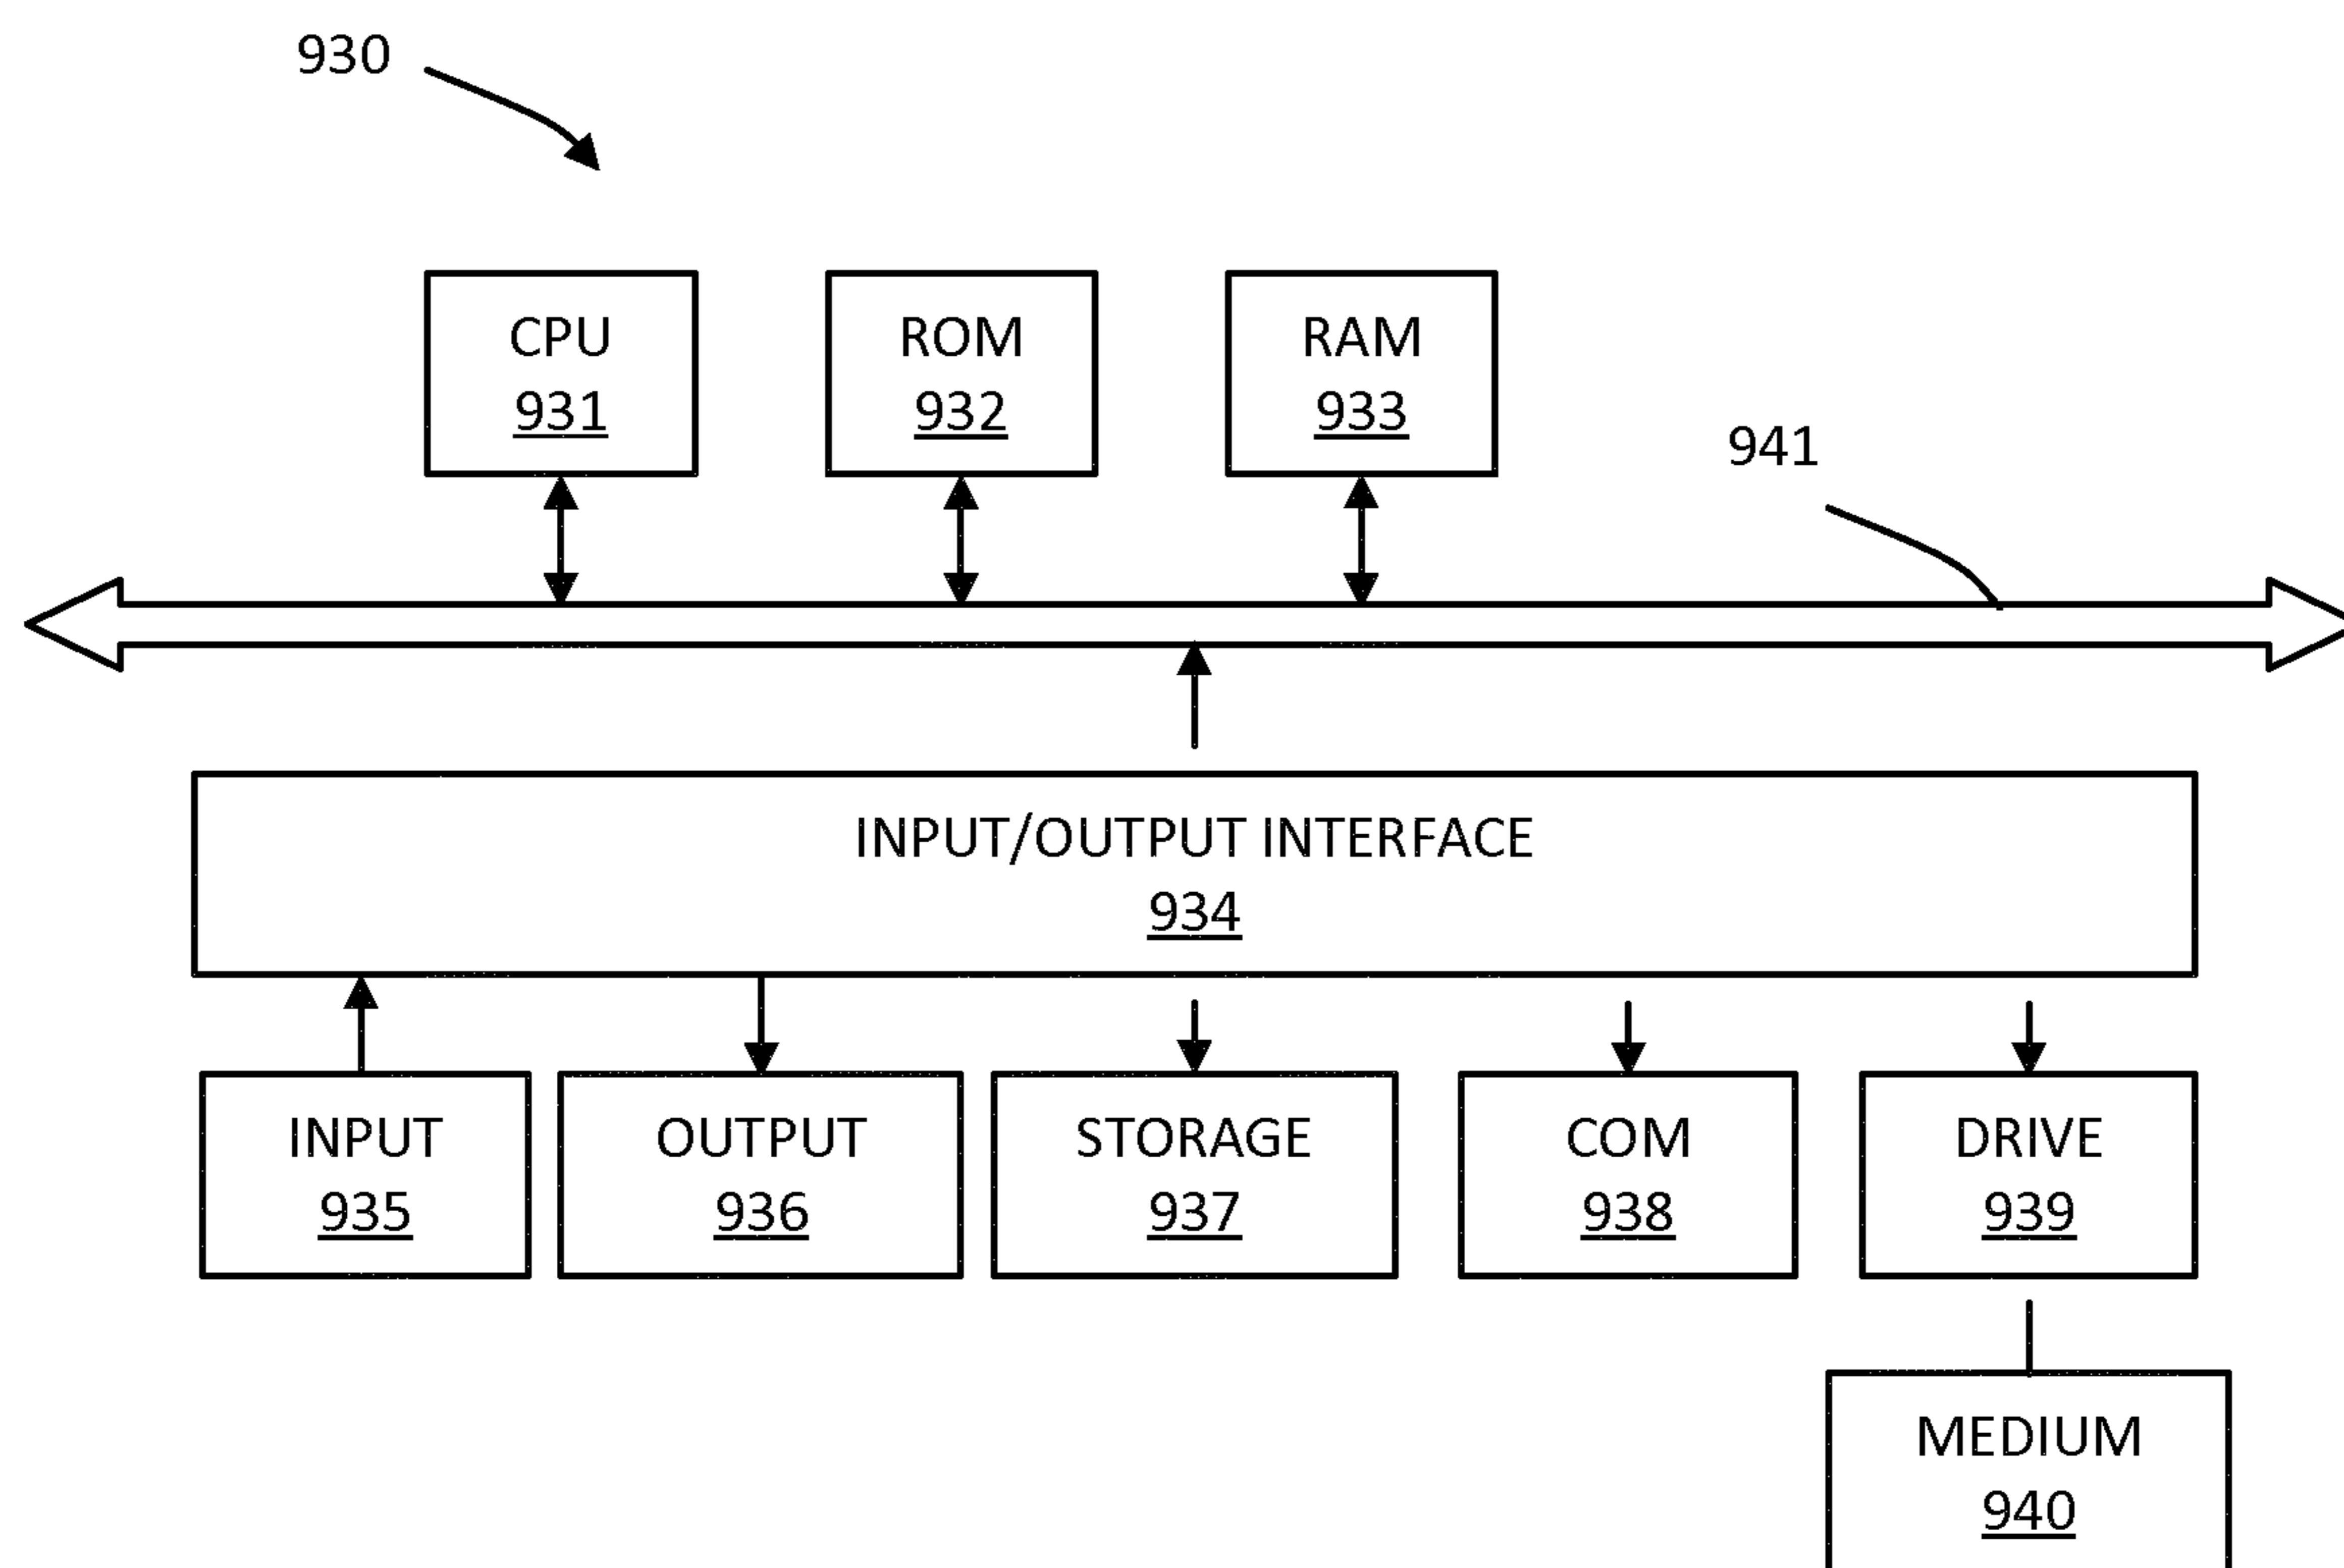 930
CPU
931
ROM
932
RAM
933
941
INPUT/OUTPUT INTERFACE
934
INPUT
935
OUTPUT
936
STORAGE
937
COM
938
DRIVE
939
MEDIUM
940